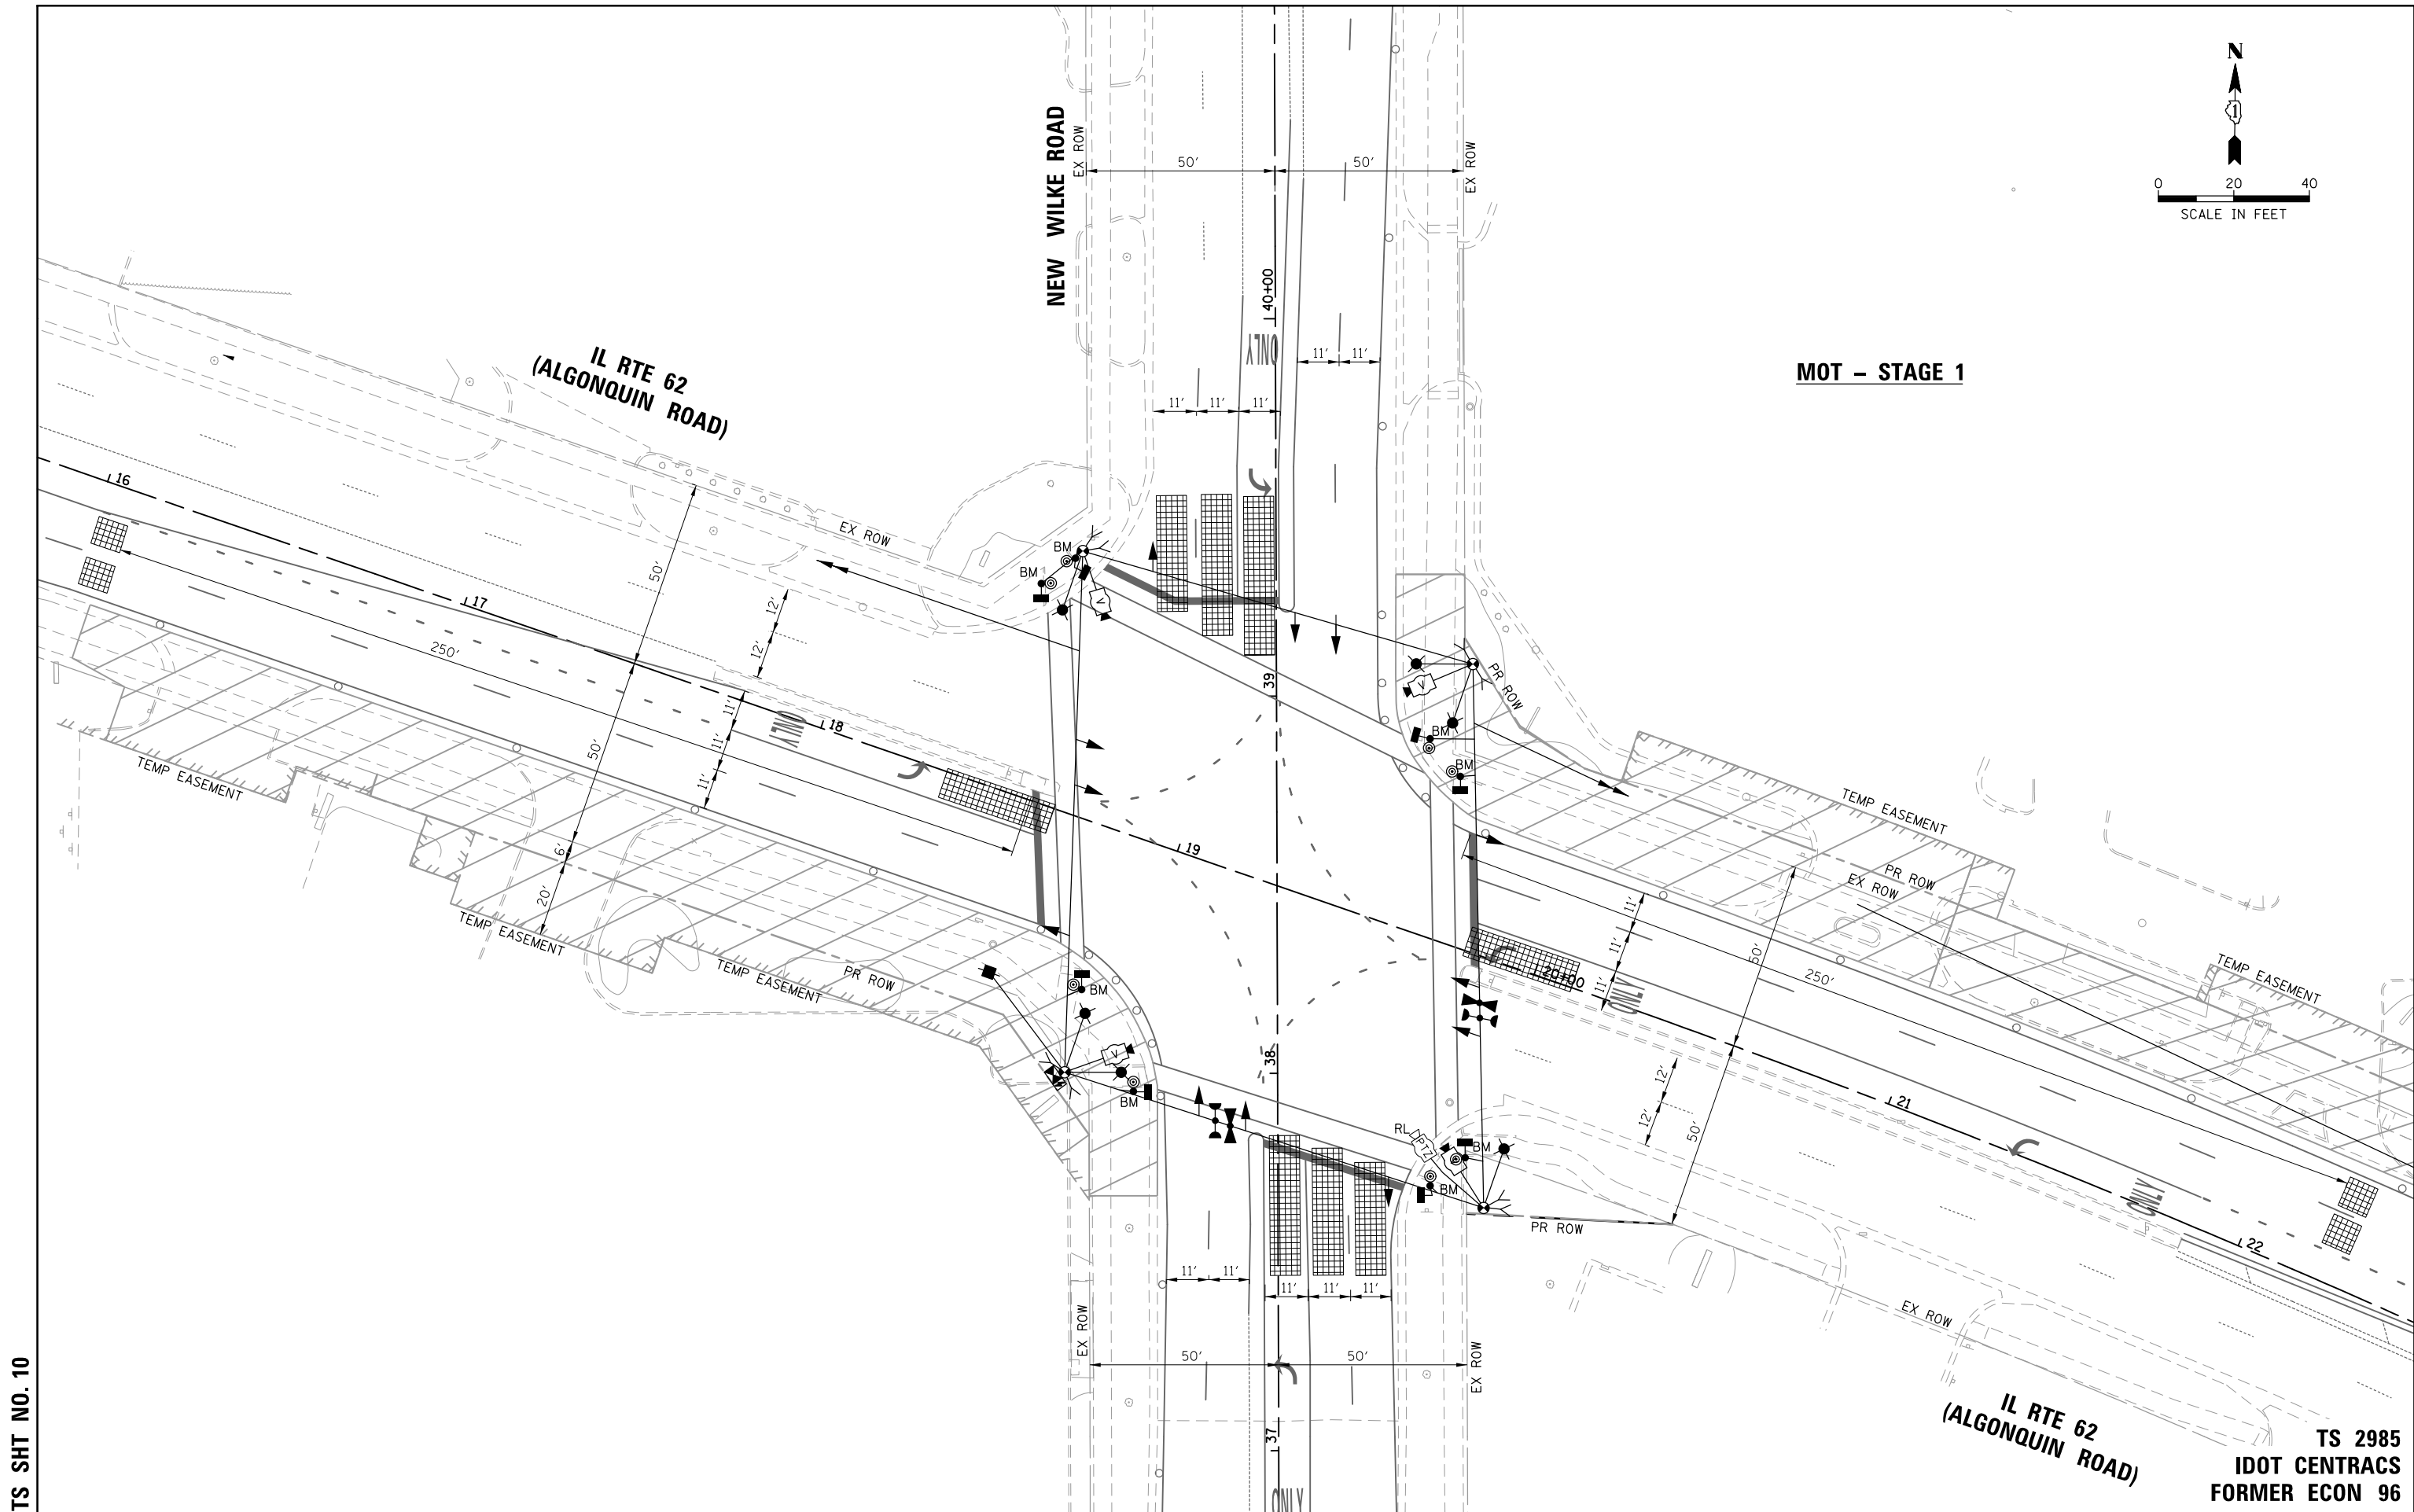 N
1
0 20 40
SCALE IN FEET
NEW WILKE ROAD
EX ROW
50'
50'
EX ROW
40+00
ONLY
11'
11'
11'
11'
11'
MOT – STAGE 1
IL RTE 62
(ALGONQUIN ROAD)
16
17
EX ROW
BM
BM
V
50'
12'
12'
250'
39
PR ROW
V
BM
BM
11'
11'
11'
ONLY
18
50'
TEMP EASEMENT
TEMP EASEMENT
19
PR ROW
EX ROW
6'
20'
TEMP EASEMENT
TEMP EASEMENT
PR ROW
11'
11'
11'
50'
250'
TEMP EASEMENT
20+00
ONLY
BM
V
BM
38
12'
12'
50'
21
RL
PTZ
BM
BM
PR ROW
ONLY
22
11'
11'
11'
11'
11'
EX ROW
50'
50'
EX ROW
EX ROW
37
ONLY
IL RTE 62
(ALGONQUIN ROAD)
TS SHT NO. 10
TS 2985
IDOT CENTRACS
FORMER ECON 96